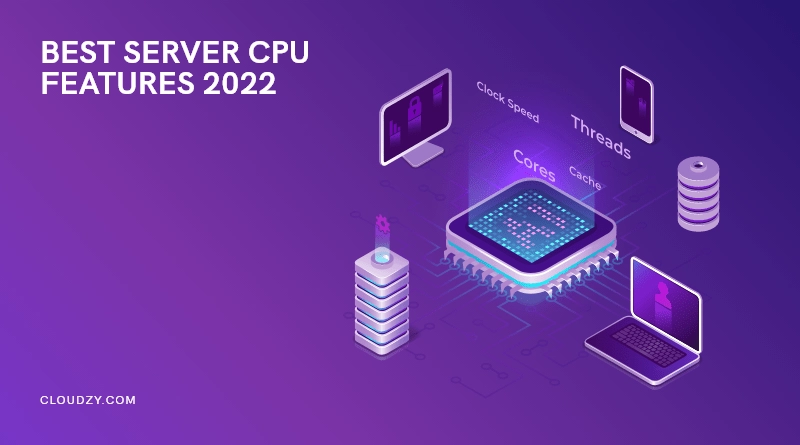 BEST SERVER CPU
FEATURES 2022
Clock Speed
Threads
Cores
Cache
CLOUDZY.COM